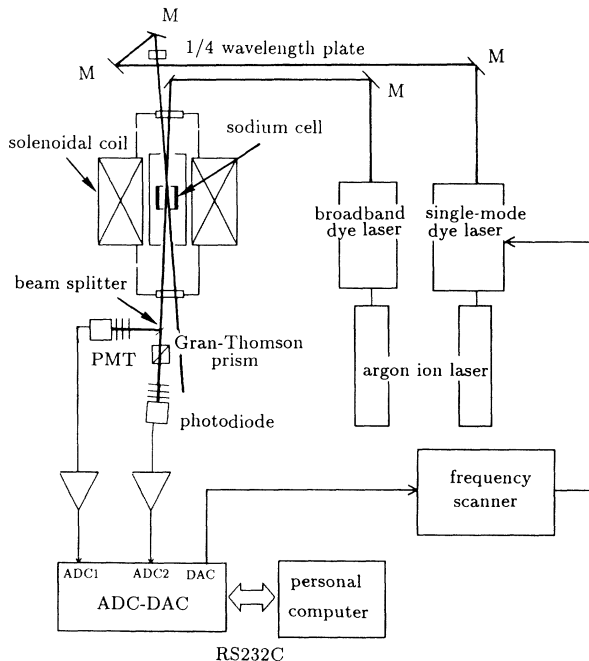 M
1/4 wavelength plate
M
M
M
sodium cell
solenoidal coil
broadband
dye laser
single-mode
dye laser
beam splitter
Gran-Thomson
prism
PMT
argon ion laser
photodiode
frequency
scanner
ADC1
ADC2
DAC
ADC-DAC
personal
computer
RS232C